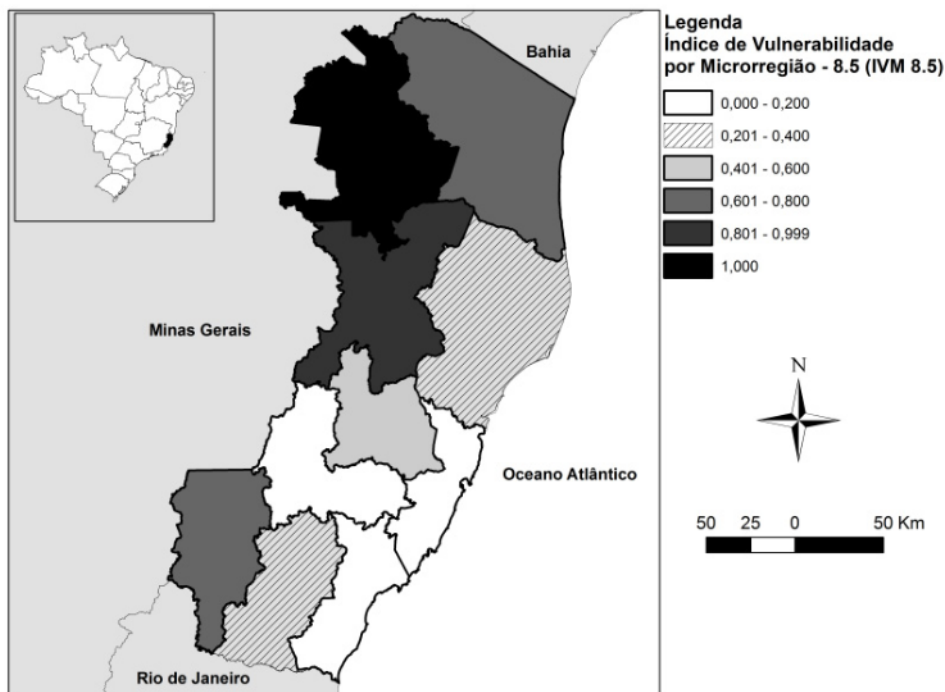 Legenda
Índice de Vulnerabilidade
por Microrregião - 8.5 (IVM 8.5)
0,000 - 0,200
0,201 - 0,400
0,401 - 0,600
0,601 - 0,800
0,801 - 0,999
1,000
Bahia
Minas Gerais
Oceano Atlântico
Rio de Janeiro
N
50 25 0 50 Km